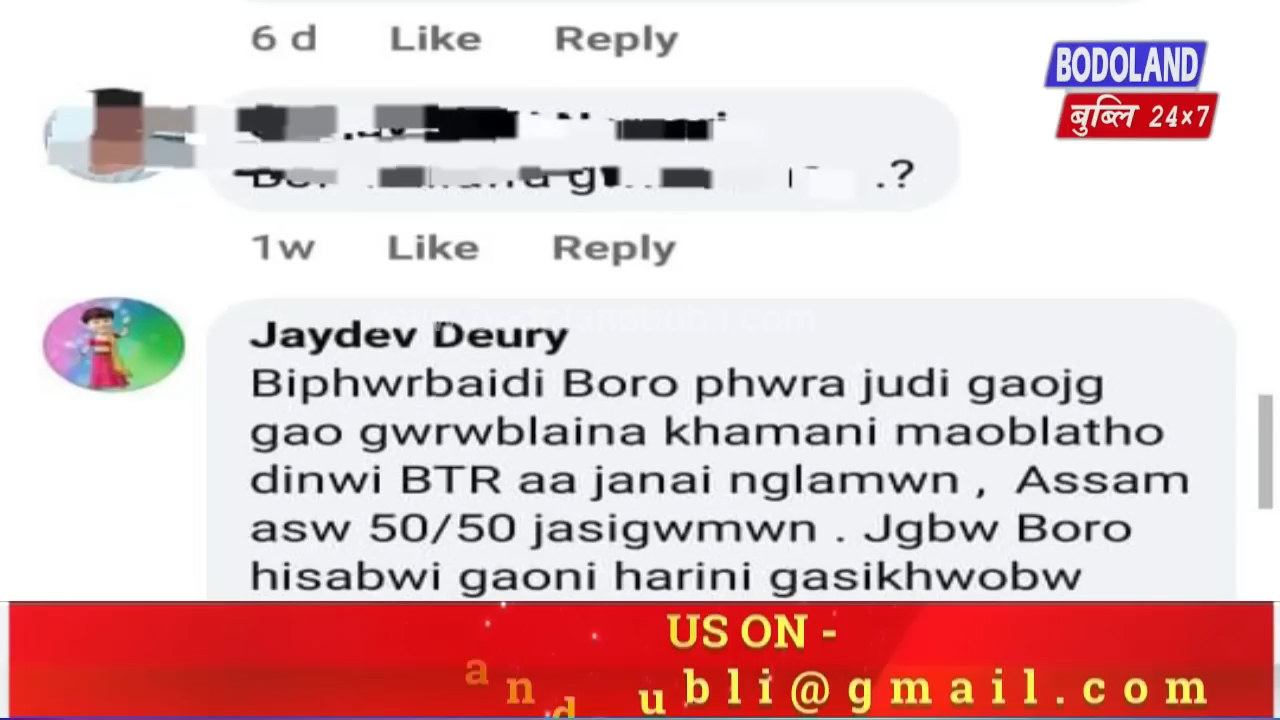 6 d Like Reply
BODOLAND
बुब्लि 24×7
.?
1w Like Reply
Jaydev Deury
Biphwrbaidi Boro phwra judi gaojg
gao gwrwblaina khamani maoblatho
dinwi BTR aa janai nglamwn , Assam
asw 50/50 jasigwmwn . Jgbw Boro
hisabwi gaoni harini gasikhwobw
US ON -
and ubli@gmail.com